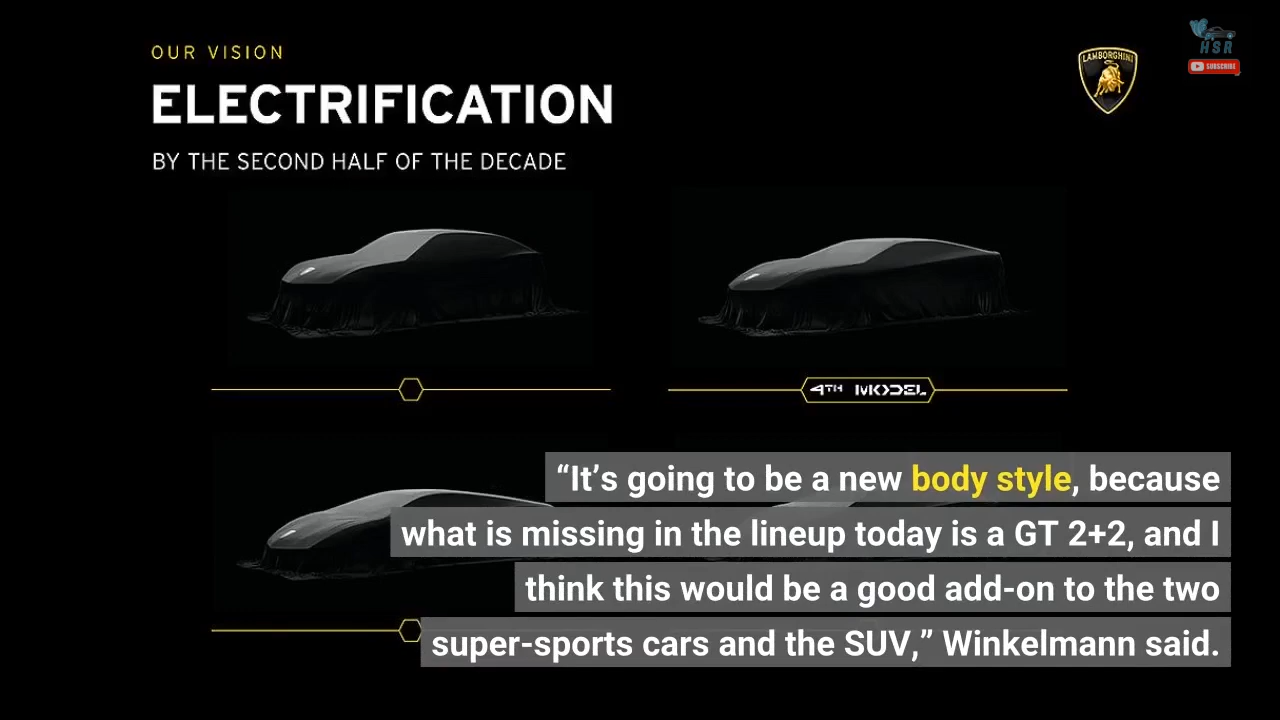 OUR VISION
ELECTRIFICATION
BY THE SECOND HALF OF THE DECADE
LAMBORGHINI
HSR
SUBSCRIBE
4TH MODEL
“It’s going to be a new body style, because
what is missing in the lineup today is a GT 2+2, and I
think this would be a good add-on to the two
super-sports cars and the SUV,” Winkelmann said.